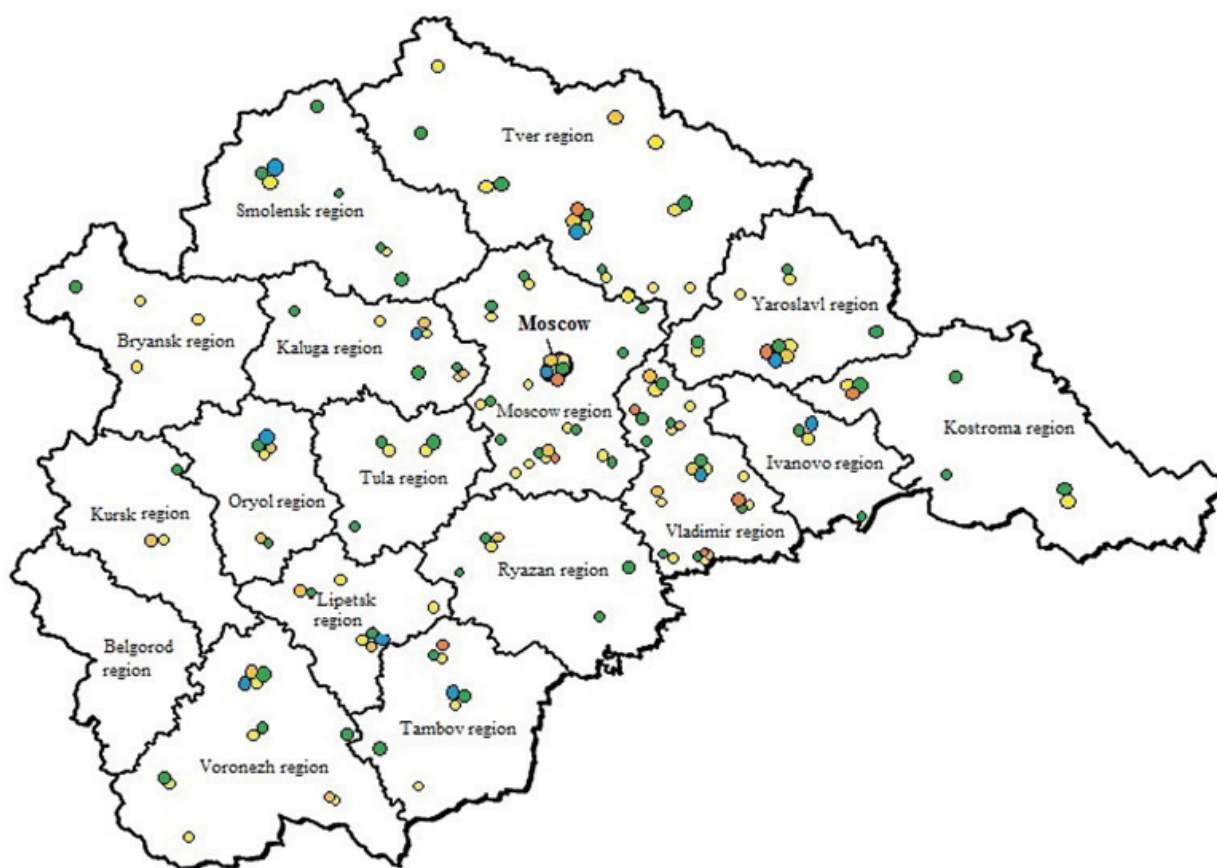 Tver region
Smolensk region
Yaroslavl region
Moscow
Bryansk region
Kaluga region
Moscow region
Kostroma region
Ivanovo region
Tula region
Oryol region
Kursk region
Vladimir region
Ryazan region
Lipetsk
region
Belgorod
region
Tambov region
Voronezh region